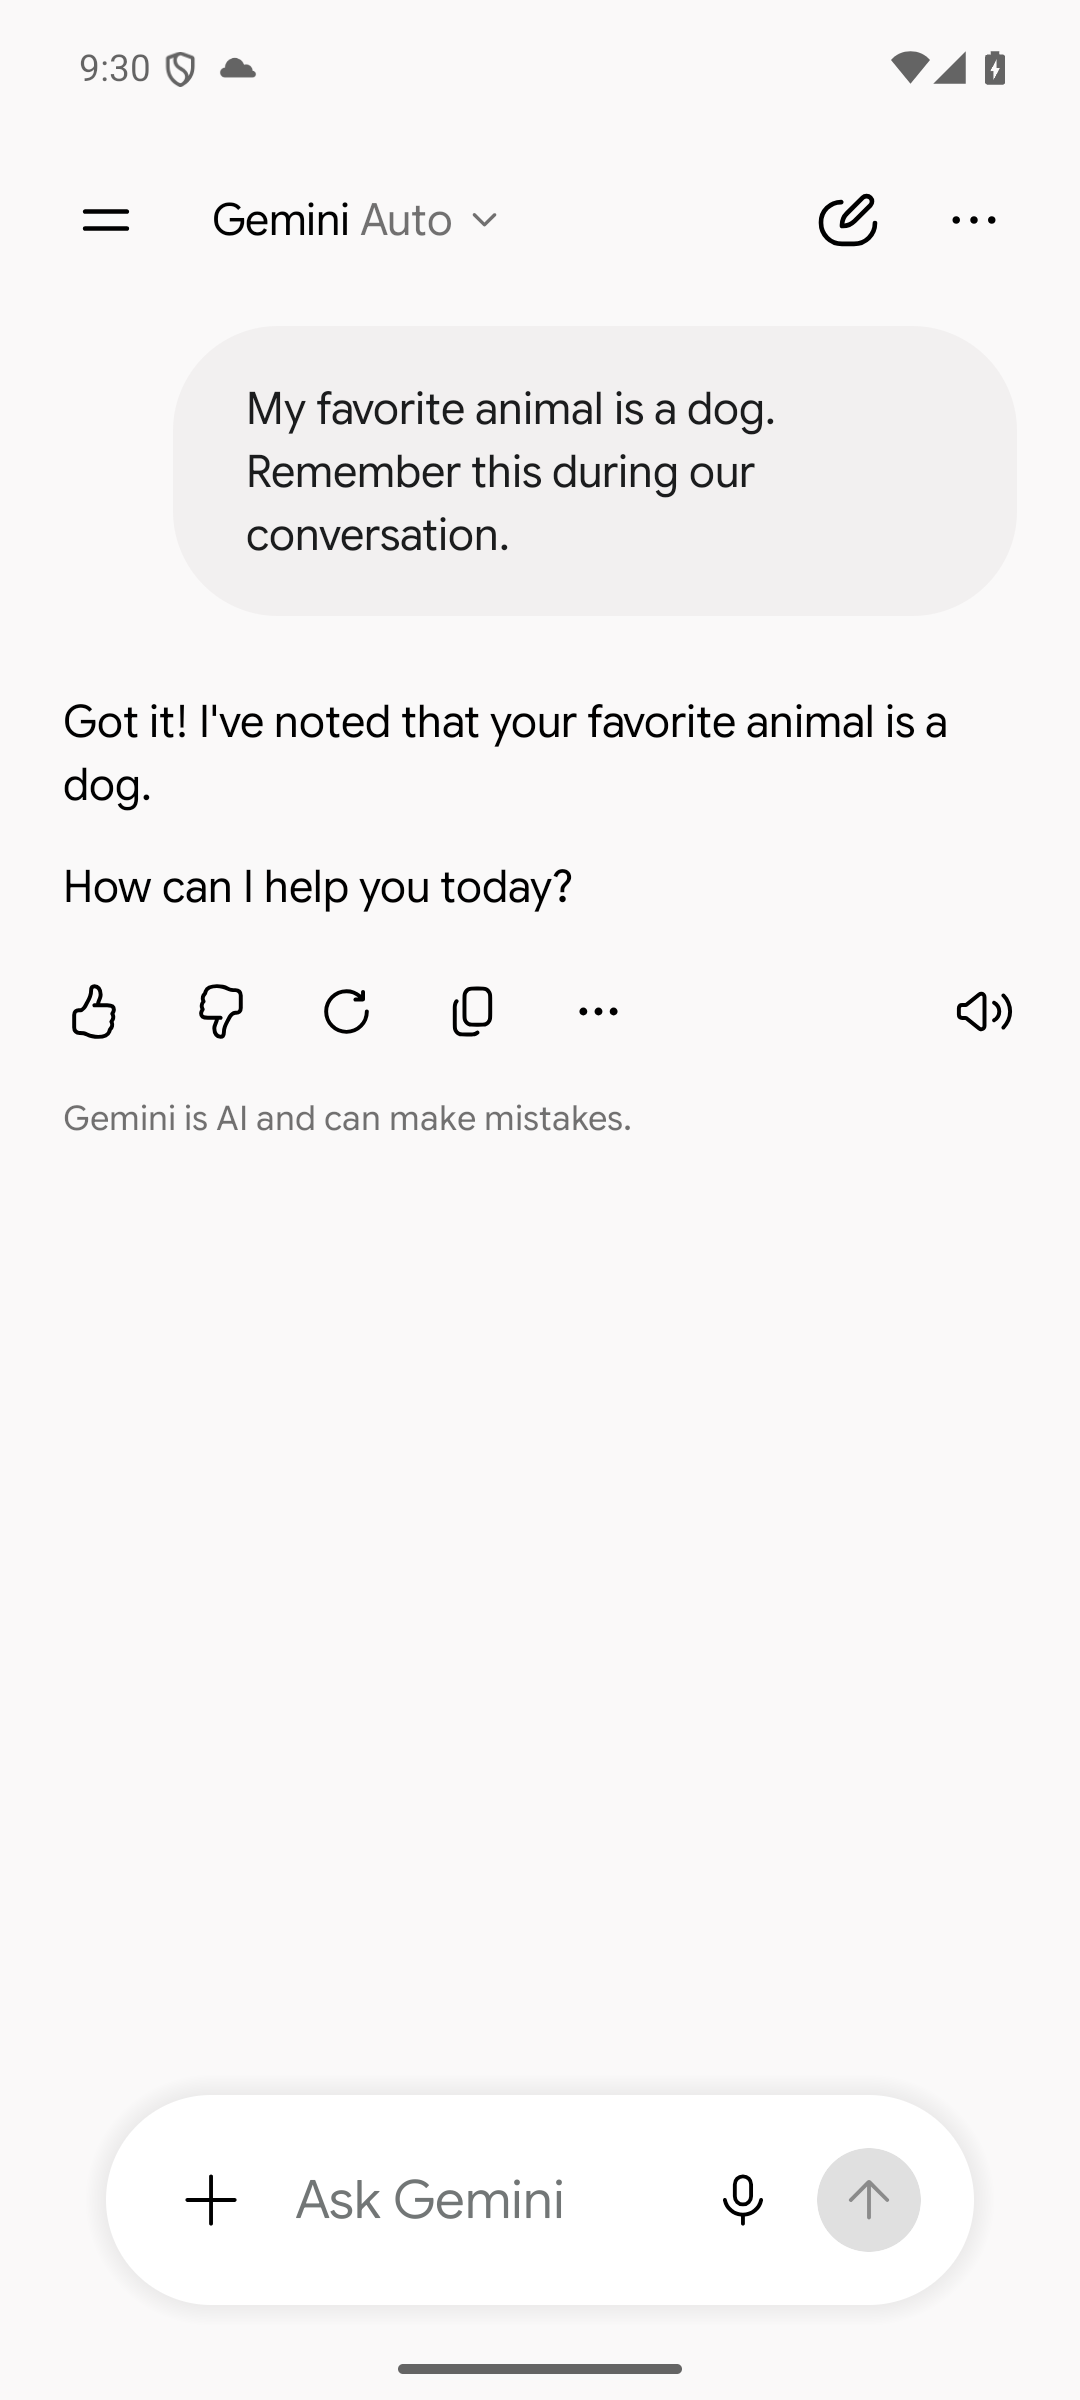 9:30
Gemini Auto
My favorite animal is a dog.
Remember this during our
conversation.
Got it! I've noted that your favorite animal is a
dog.
How can I help you today?
Gemini is AI and can make mistakes.
Ask Gemini